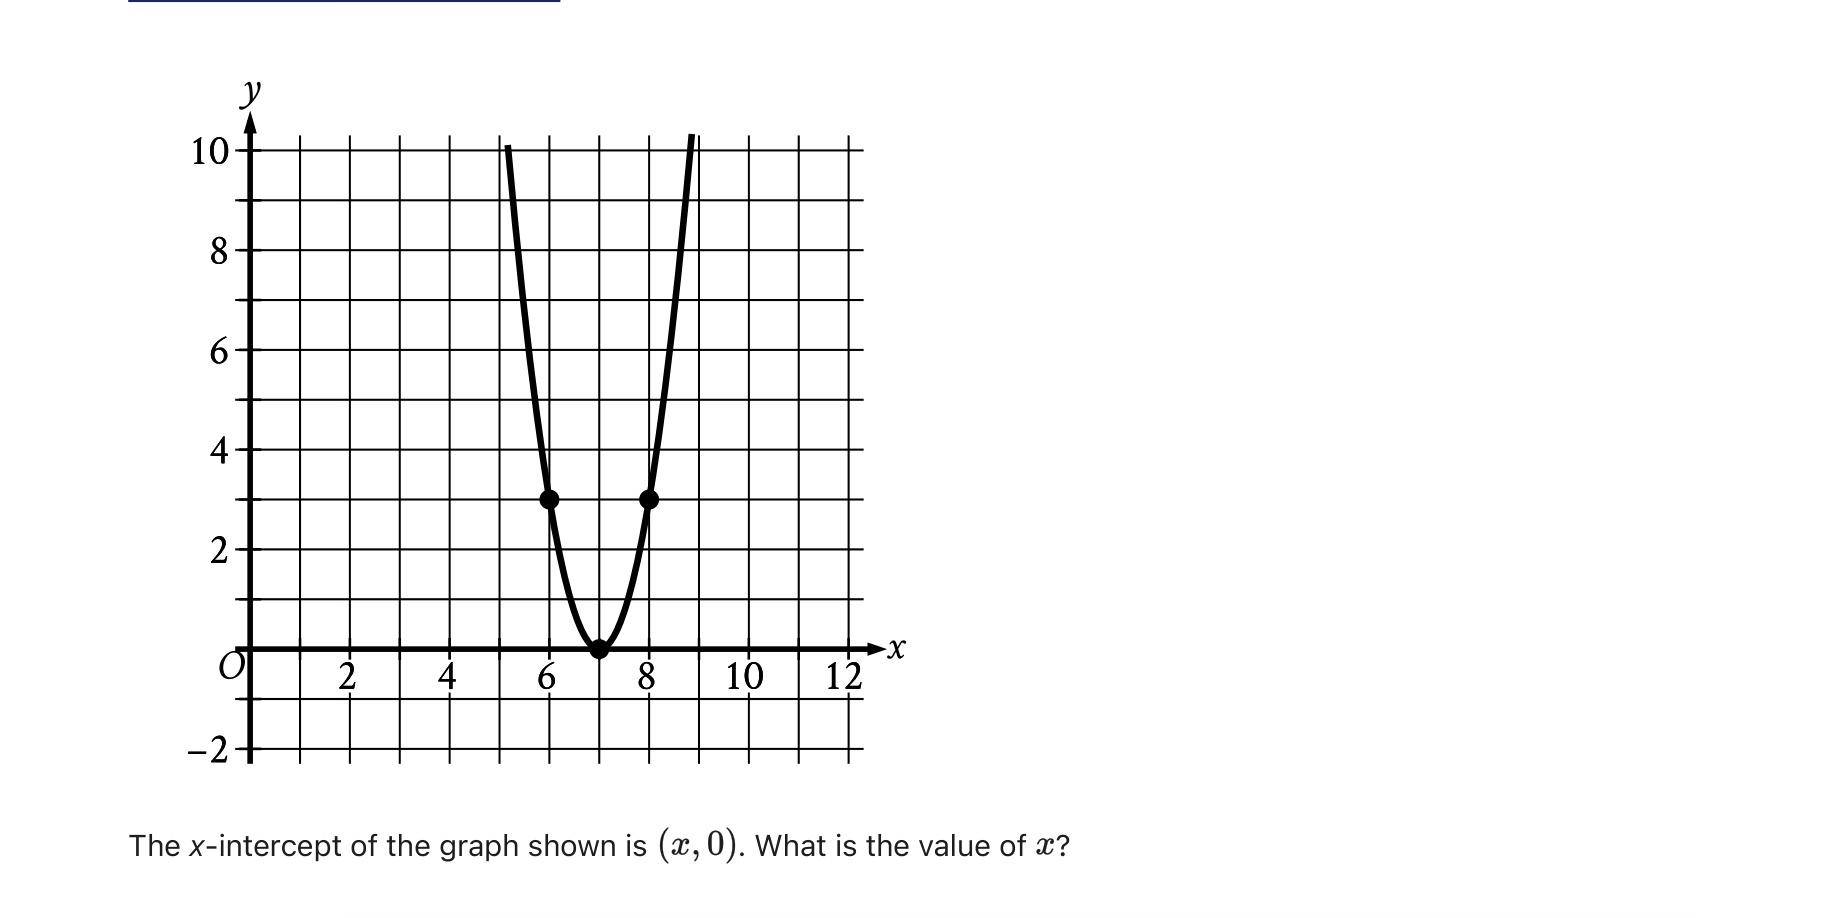 y
10
8
6
4
2
O
2 4 6 8 10 12
x
−2
The x-intercept of the graph shown is (x, 0). What is the value of x?